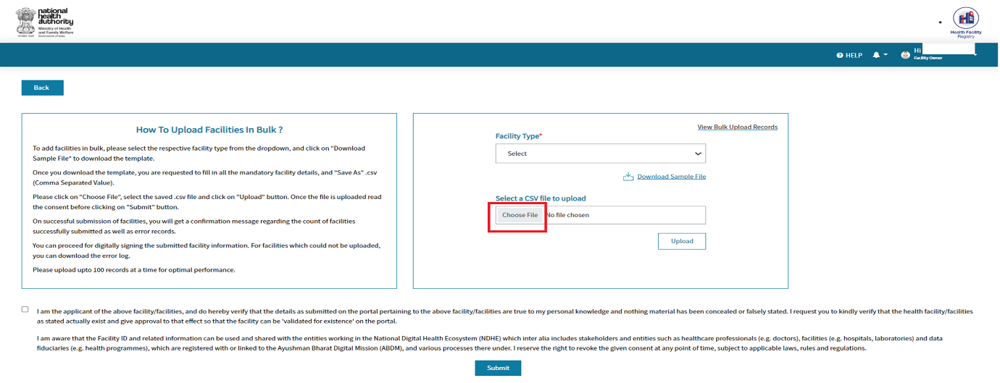 national
health
authority
Ministry of Health
and Family Welfare
Government of India
Health Facility
Registry
HELP
Hi
Facility Owner
Back
How To Upload Facilities In Bulk ?
To add facilities in bulk, please select the respective facility type from the dropdown, and click on "Download
Sample File" to download the template.
Once you download the template, you are requested to fill in all the mandatory facility details, and "Save As" .csv
(Comma Separated Value).
Please click on "Choose File", select the saved .csv file and click on "Upload" button. Once the file is uploaded read
the consent before clicking on "Submit" button.
On successful submission of facilities, you will get a confirmation message regarding the count of facilities
successfully submitted as well as error records.
You can proceed for digitally signing the submitted facility information. For facilities which could not be uploaded,
you can download the error log.
Please upload upto 100 records at a time for optimal performance.
View Bulk Upload Records
Facility Type*
Select
Download Sample File
Select a CSV file to upload
Choose File No file chosen
Upload
I am the applicant of the above facility/facilities, and do hereby verify that the details as submitted on the portal pertaining to the above facility/facilities are true to my personal knowledge and nothing material has been concealed or falsely stated. I request you to kindly verify that the health facility/facilities
as stated actually exist and give approval to that effect so that the facility can be 'validated for existence' on the portal.
I am aware that the Facility ID and related information can be used and shared with the entities working in the National Digital Health Ecosystem (NDHE) which inter alia includes stakeholders and entities such as healthcare professionals (e.g. doctors), facilities (e.g. hospitals, laboratories) and data
fiduciaries (e.g. health programmes), which are registered with or linked to the Ayushman Bharat Digital Mission (ABDM), and various processes there under. I reserve the right to revoke the given consent at any point of time, subject to applicable laws, rules and regulations.
Submit